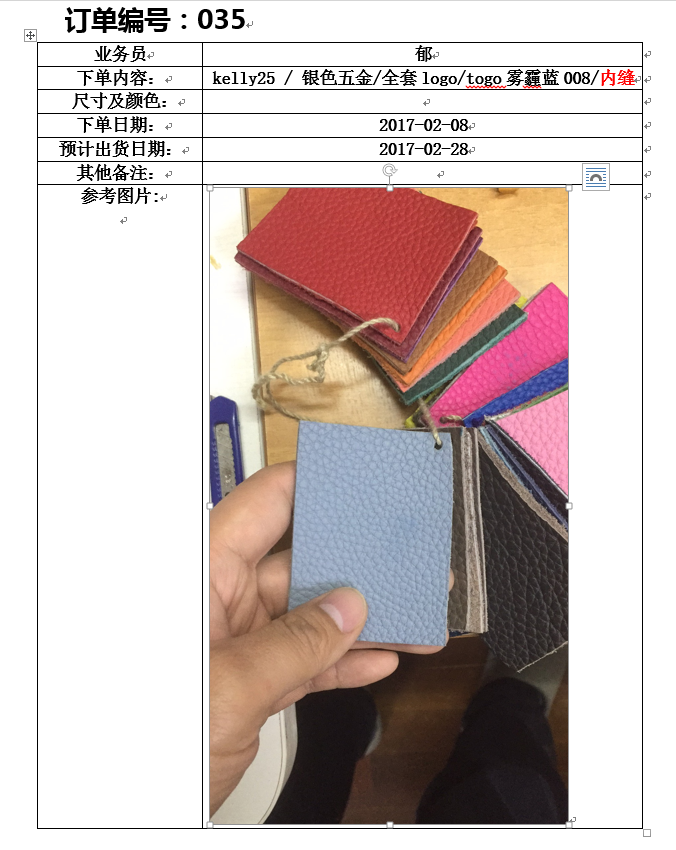 订单编号：035
业务员 郁
下单内容： kelly25 / 银色五金/全套 logo/togo 雾霾蓝 008/内缝
尺寸及颜色：
下单日期： 2017-02-08
预计出货日期： 2017-02-28
其他备注：
参考图片: